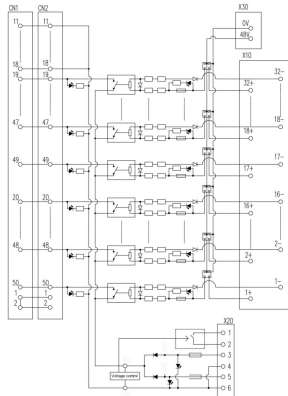 CN1 CN2 X30
11 11 0V
48V
X10
18 18
19 19 32-
32+
47 47 18-
18+
49 49 17-
17+
20 20 16-
16+
48 48 2-
2+
50 50 1-
1 1 1+
2 2
X20
1
2
3
4
Voltage control 5
6